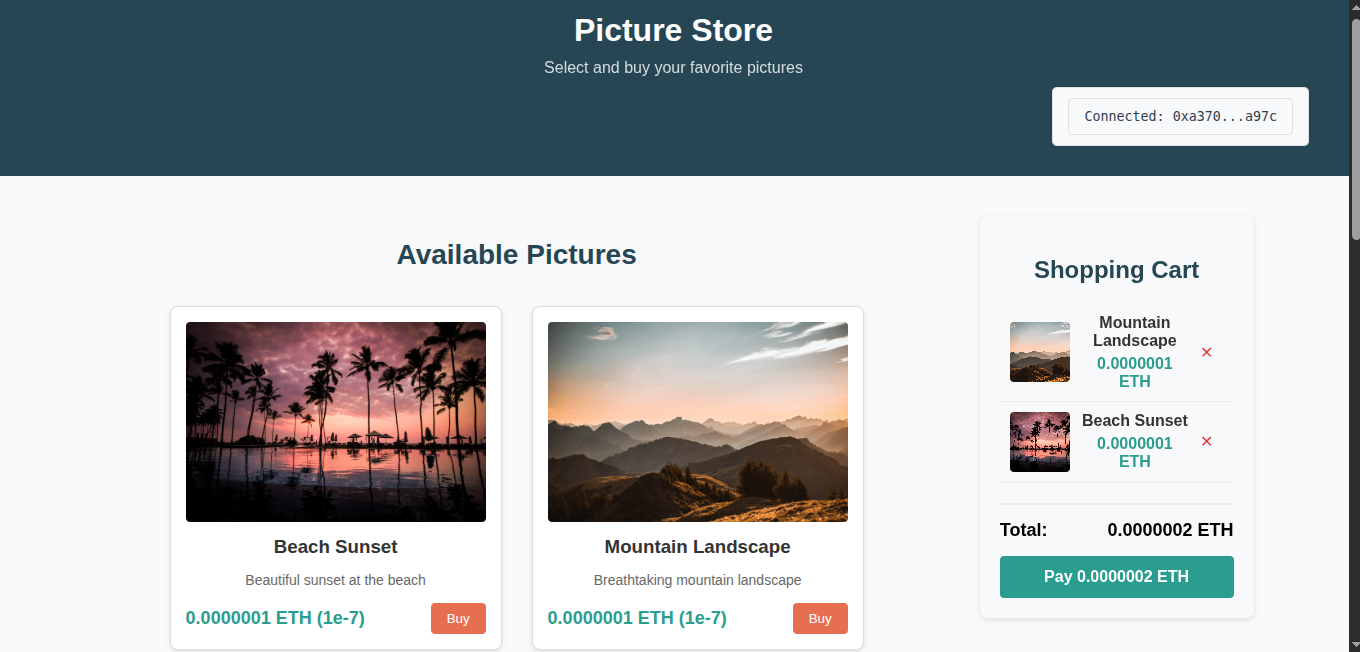 Picture Store
Select and buy your favorite pictures
Connected: 0xa370...a97c
Available Pictures
Beach Sunset
Beautiful sunset at the beach
0.0000001 ETH (1e-7)
Buy
Mountain Landscape
Breathtaking mountain landscape
0.0000001 ETH (1e-7)
Buy
Shopping Cart
Mountain
Landscape
0.0000001
ETH
✕
Beach Sunset
0.0000001
ETH
✕
Total: 0.0000002 ETH
Pay 0.0000002 ETH